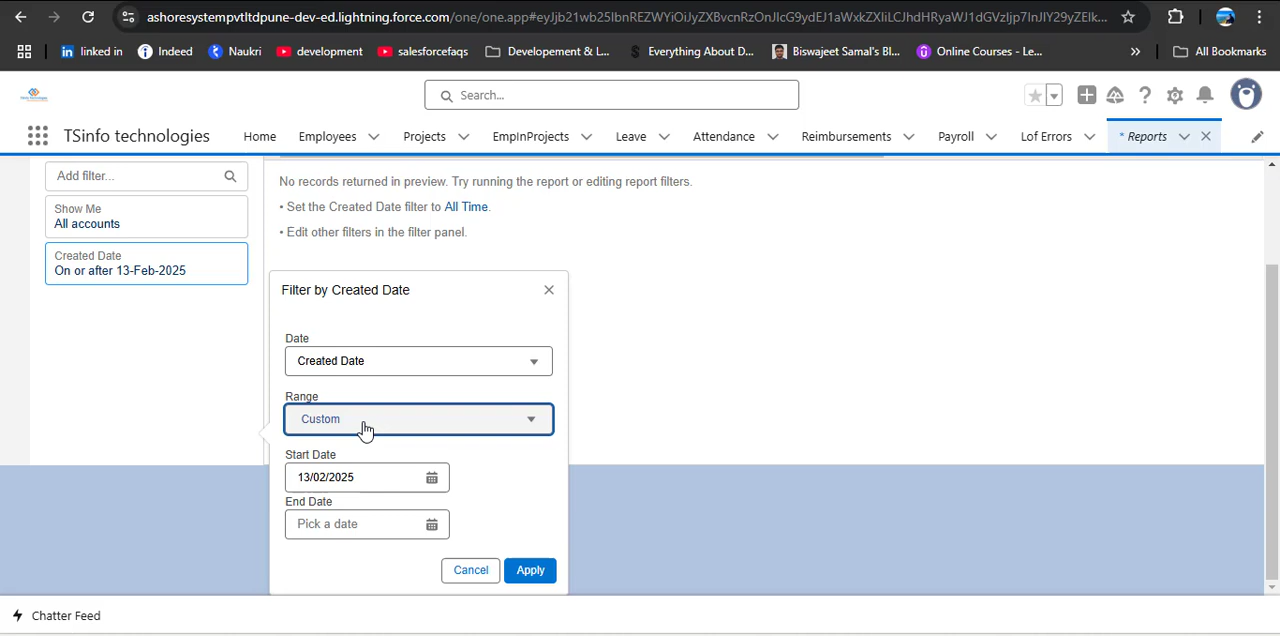 ashoresystempvtltdpune-dev-ed.lightning.force.com/one/one.app#eyJjb21wb25lbnREZWYiOiJyZXBvcnRzOnJlcG9ydEJ1aWxkZXIiLCJhdHRyaWJ1dGVzIjp7InJlY29yZElk...
linked in
Indeed
Naukri
development
salesforcefaqs
Developement & L...
Everything About D...
Biswajeet Samal's Bl...
Online Courses - Le...
All Bookmarks
Search...
TSinfo technologies
Home
Employees
Projects
EmpInProjects
Leave
Attendance
Reimbursements
Payroll
Lof Errors
* Reports
Add filter...
Show Me
All accounts
Created Date
On or after 13-Feb-2025
No records returned in preview. Try running the report or editing report filters.
• Set the Created Date filter to All Time.
• Edit other filters in the filter panel.
Filter by Created Date
Date
Created Date
Range
Custom
Start Date
13/02/2025
End Date
Pick a date
Cancel
Apply
Chatter Feed